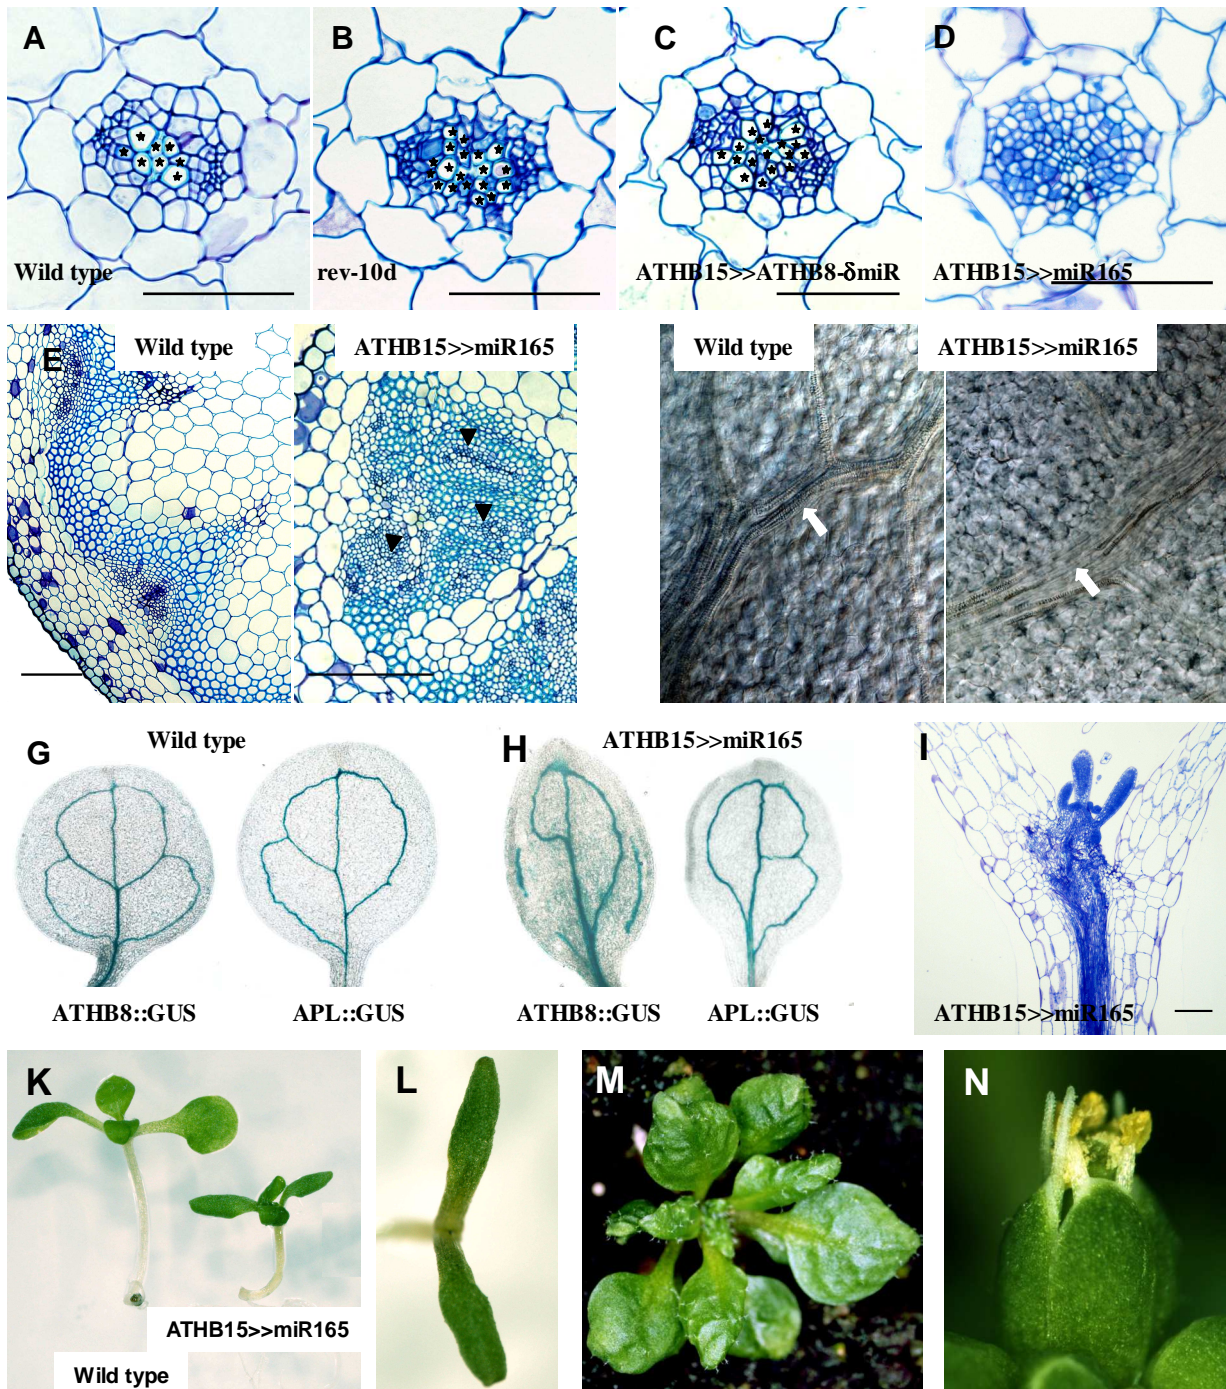 A
B
C
D
Wild type
rev-10d
ATHB15>>ATHB8-δmiR
ATHB15>>miR165
E
Wild type
ATHB15>>miR165
Wild type
ATHB15>>miR165
G
Wild type
H
ATHB15>>miR165
I
ATHB8::GUS
APL::GUS
ATHB8::GUS
APL::GUS
ATHB15>>miR165
K
L
M
N
ATHB15>>miR165
Wild type